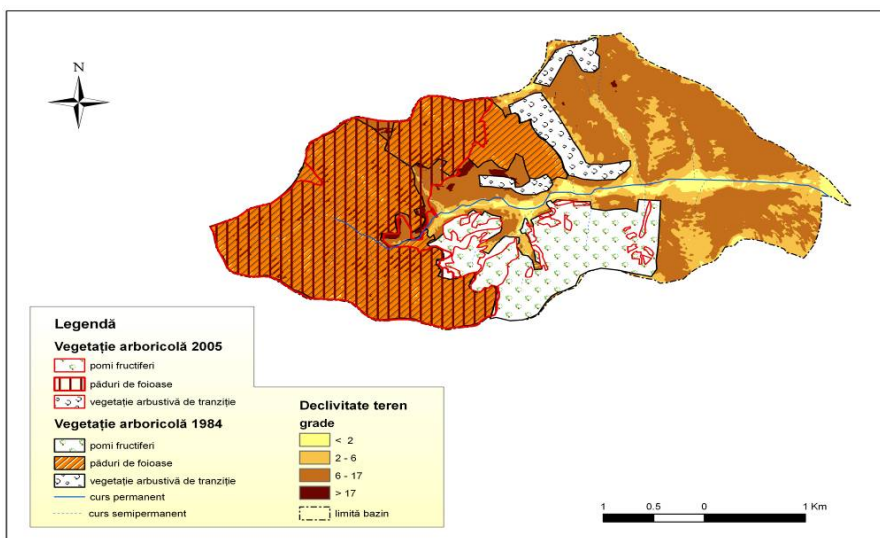 N
Legendă
Vegetație arboricolă 2005
pomi fructiferi
păduri de foioase
vegetație arbustivă de tranziție
Vegetație arboricolă 1984
pomi fructiferi
păduri de foioase
vegetație arbustivă de tranziție
curs permanent
curs semipermanent
Declivitate teren
grade
< 2
2 - 6
6 - 17
> 17
limită bazin
1 0.5 0 1 Km